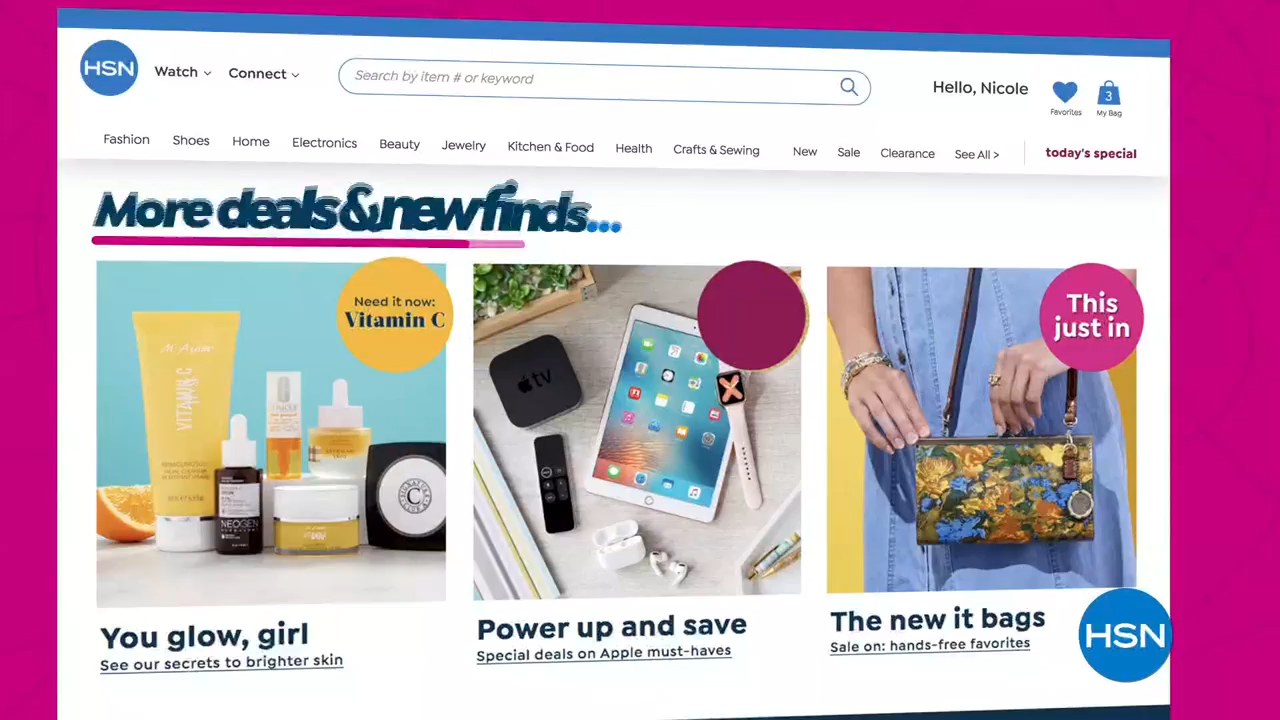 HSN
Watch
Connect
Search by item # or keyword
Hello, Nicole
Favorites
3
My Bag
Fashion
Shoes
Home
Electronics
Beauty
Jewelry
Kitchen & Food
Health
Crafts & Sewing
New
Sale
Clearance
See All >
today's special
More deals & new finds...
Need it now:
Vitamin C
VITAMIN C
NEOGEN
C
tv
This
just in
You glow, girl
See our secrets to brighter skin
Power up and save
Special deals on Apple must-haves
The new it bags
Sale on: hands-free favorites
HSN